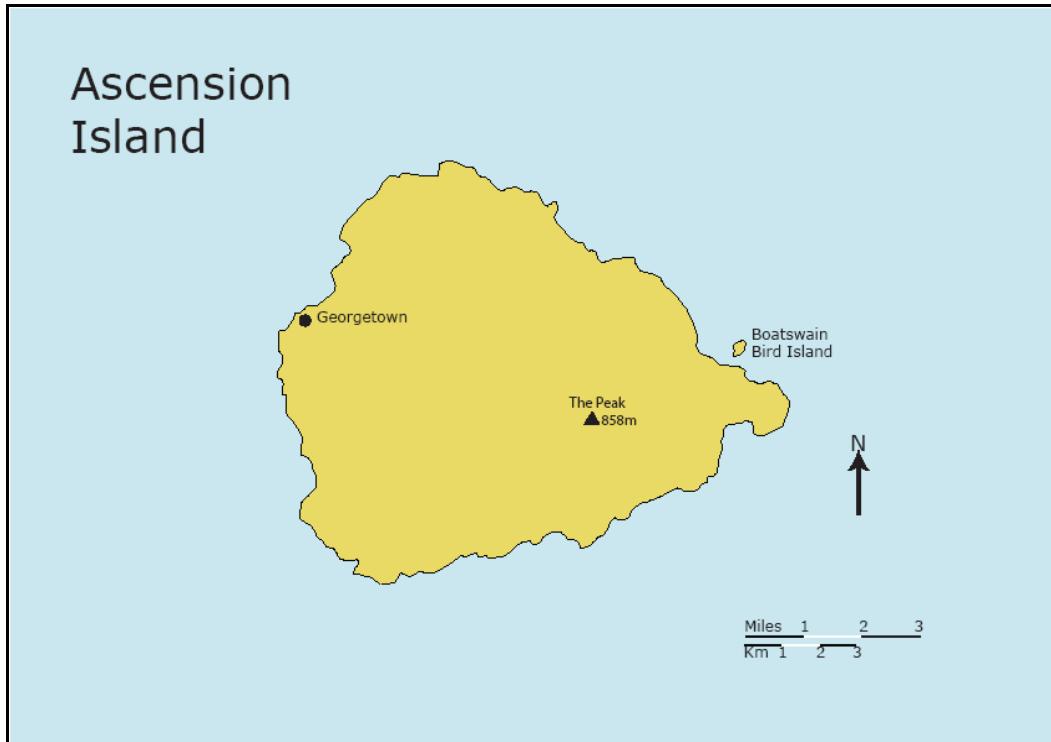 Ascension
Island
Georgetown
Boatswain
Bird Island
The Peak
858m
N
Miles 1 2 3
Km 1 2 3